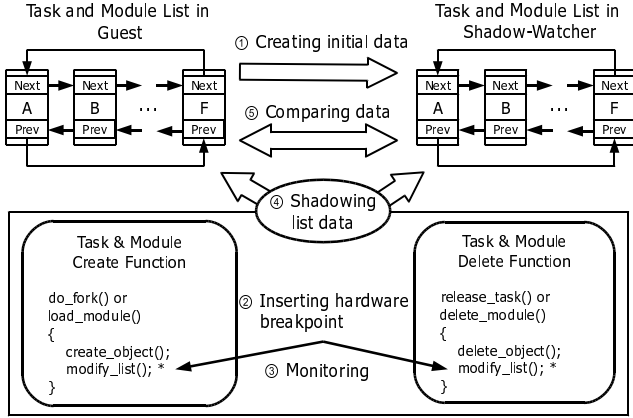 Task and Module List in
Guest
Task and Module List in
Shadow-Watcher
① Creating initial data
Next Next Next
A B ... F
Prev Prev Prev
⑤ Comparing data
Next Next Next
A B ... F
Prev Prev Prev
④ Shadowing
list data
Task & Module
Create Function
do_fork() or
load_module()
{
create_object();
modify_list(); *
}
② Inserting hardware
breakpoint
③ Monitoring
Task & Module
Delete Function
release_task() or
delete_module()
{
delete_object();
modify_list(); *
}